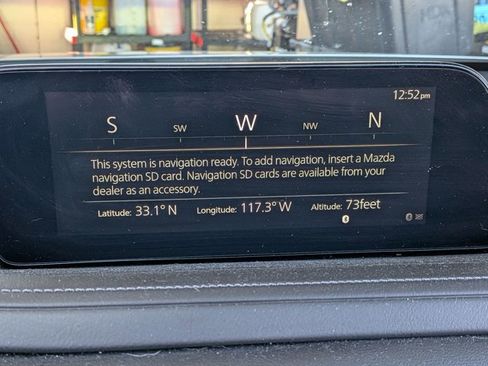 12:52pm
S SW W NW N
This system is navigation ready. To add navigation, insert a Mazda
navigation SD card. Navigation SD cards are available from your
dealer as an accessory.
Latitude: 33.1° N Longitude: 117.3° W Altitude: 73feet